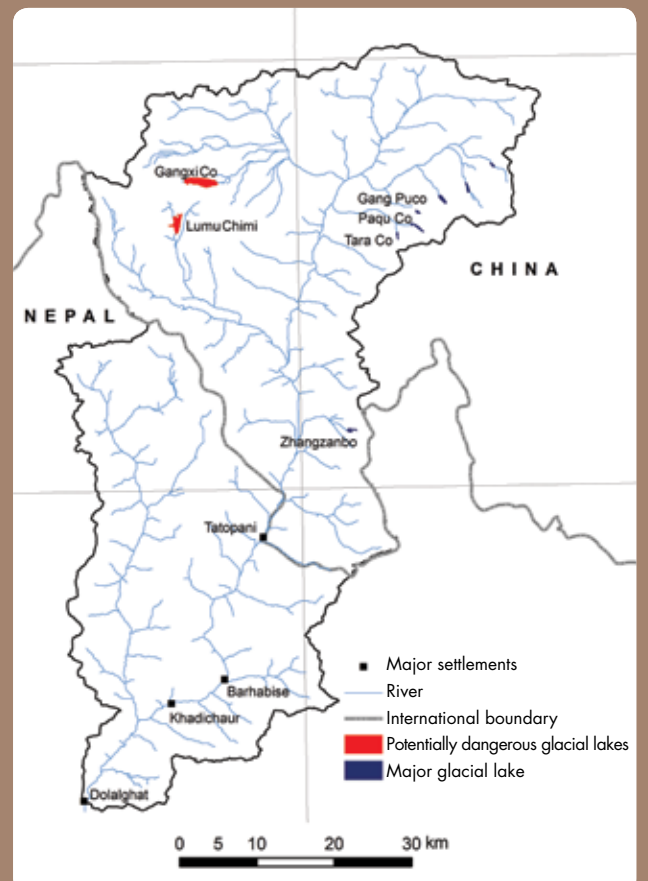 Gangxi Co
Lumu Chimi
Gang Puco
Paqu Co
Tara Co
CHINA
NEPAL
Zhangzanbo
Tatopani
Barhabise
Khadichaur
Dolalghat
Major settlements
River
International boundary
Potentially dangerous glacial lakes
Major glacial lake
0 5 10 20 30 km